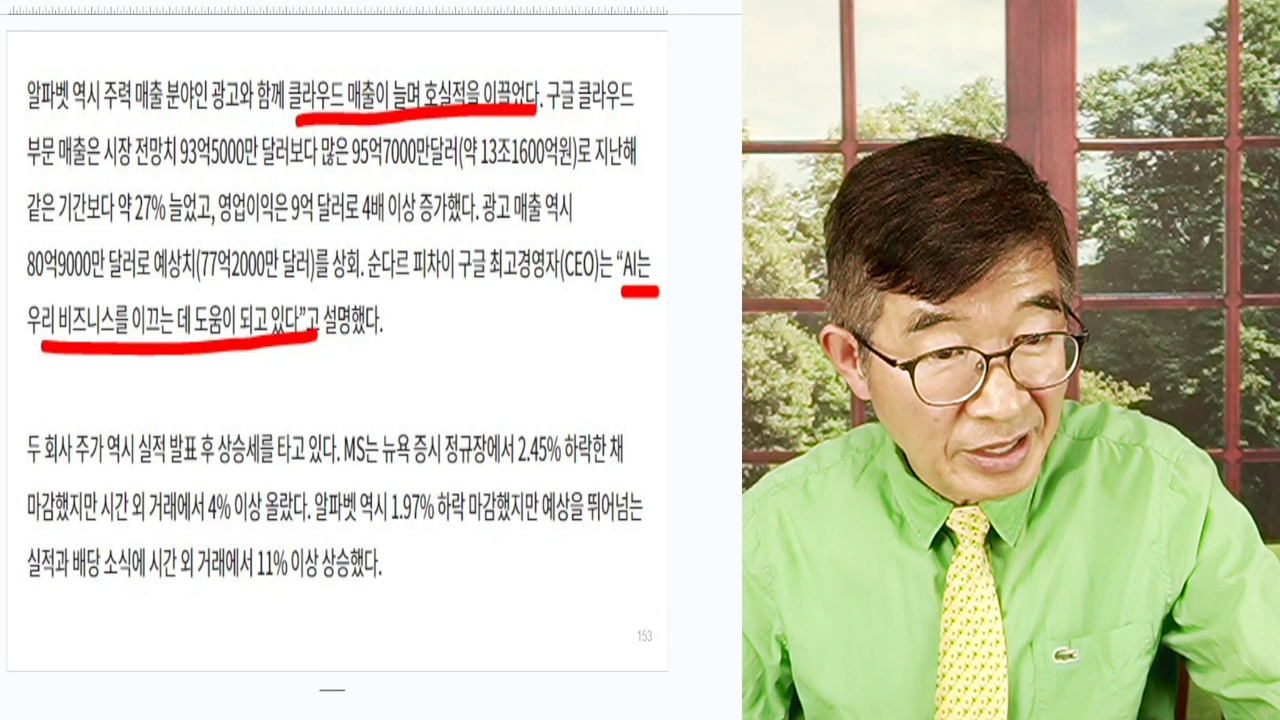 알파벳 역시 주력 매출 분야인 광고와 함께 클라우드 매출이 늘며 호실적을 이끌었다. 구글 클라우드
부문 매출은 시장 전망치 93억5000만 달러보다 많은 95억7000만달러(약 13조1600억원)로 지난해
같은 기간보다 약 27% 늘었고, 영업이익은 9억 달러로 4배 이상 증가했다. 광고 매출 역시
80억9000만 달러로 예상치(77억2000만 달러)를 상회. 순다르 피차이 구글 최고경영자(CEO)는 “AI는
우리 비즈니스를 이끄는 데 도움이 되고 있다”고 설명했다.
두 회사 주가 역시 실적 발표 후 상승세를 타고 있다. MS는 뉴욕 증시 정규장에서 2.45% 하락한 채
마감했지만 시간 외 거래에서 4% 이상 올랐다. 알파벳 역시 1.97% 하락 마감했지만 예상을 뛰어넘는
실적과 배당 소식에 시간 외 거래에서 11% 이상 상승했다.
153